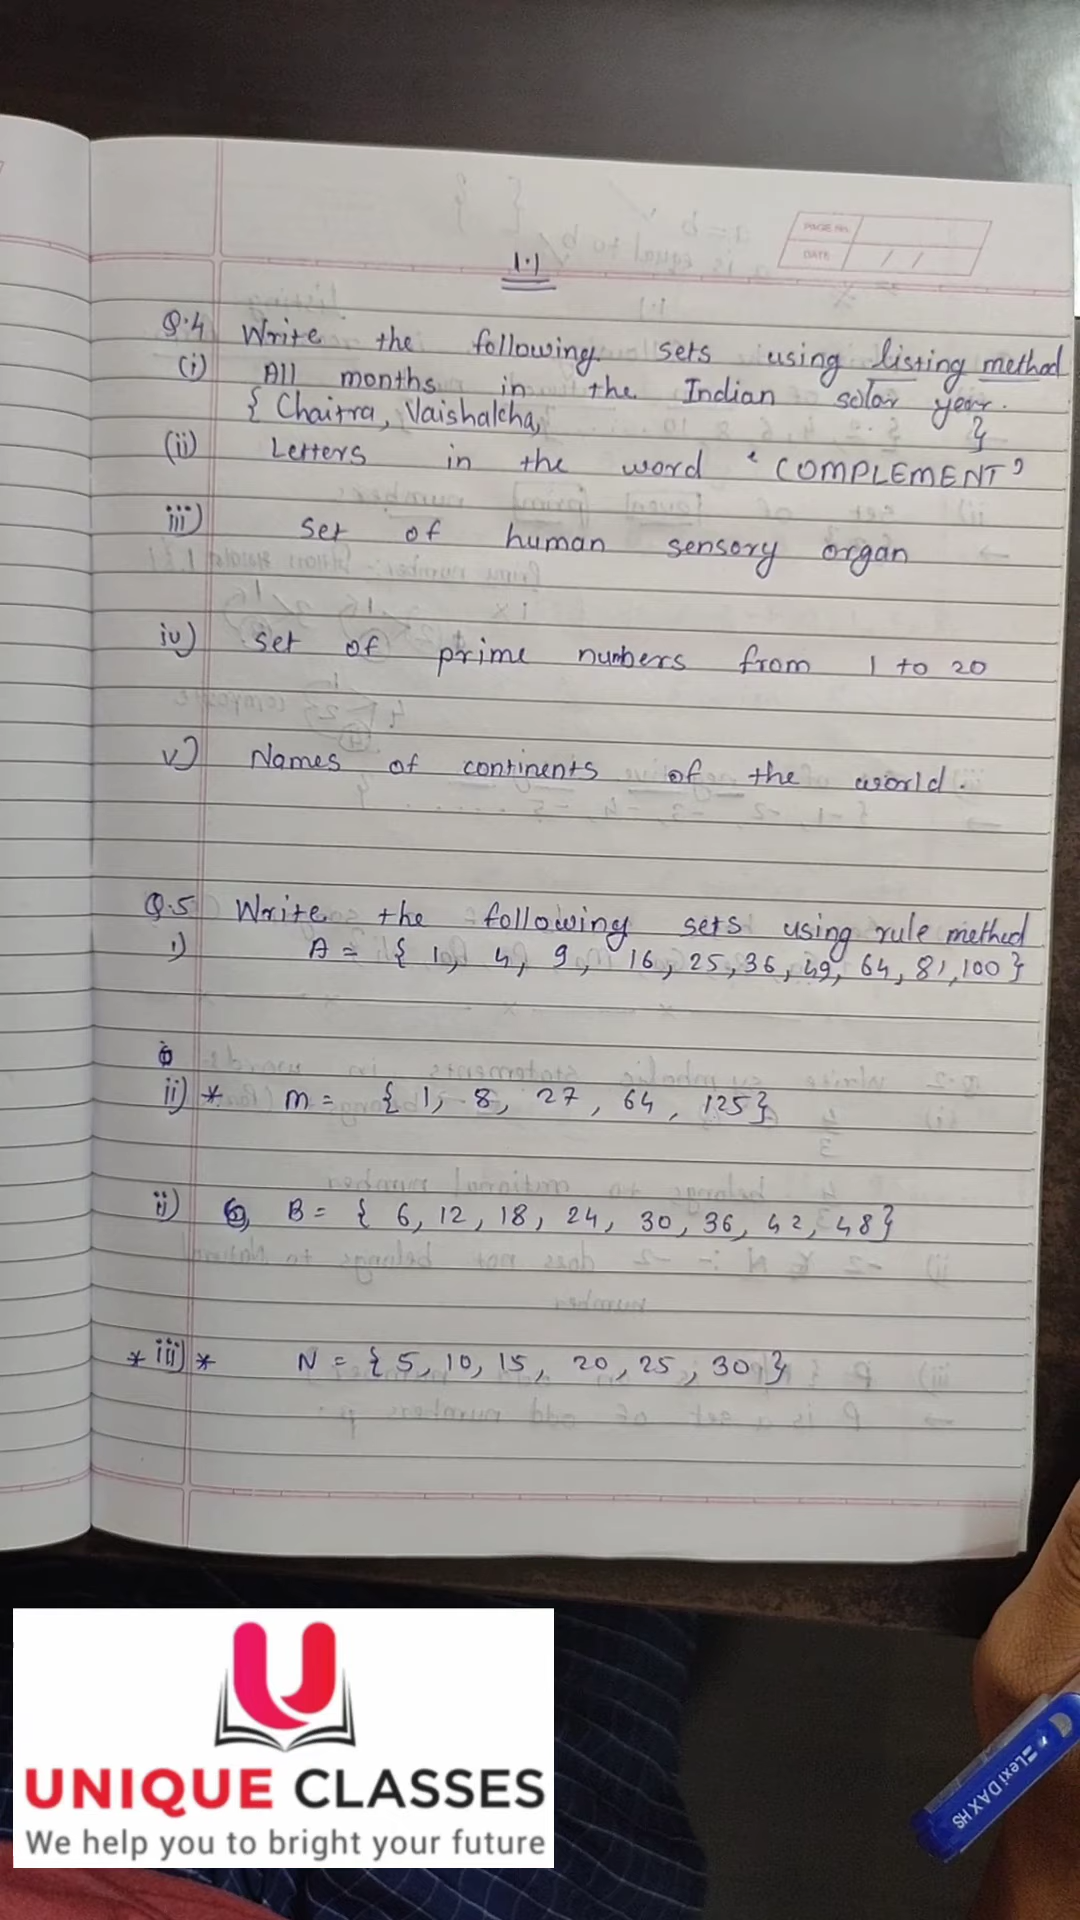 PAGE No.
DATE / /
1.1
Q.4 Write the following sets using listing method
(i) All months in the Indian solar year.
{ Chaitra, Vaishakha, }
(ii) Letters in the word 'COMPLEMENT'
iii) Set of human sensory organ
iv) Set of prime numbers from 1 to 20
v) Names of continents of the world.
Q.5 Write the following sets using rule method
i) A = { 1, 4, 9, 16, 25, 36, 49, 64, 81, 100 }
ii) * M = { 1, 8, 27, 64, 125 }
ii) B = { 6, 12, 18, 24, 30, 36, 42, 48 }
* iii) * N = { 5, 10, 15, 20, 25, 30 }
UNIQUE CLASSES
We help you to bright your future
Lexi DAX HS